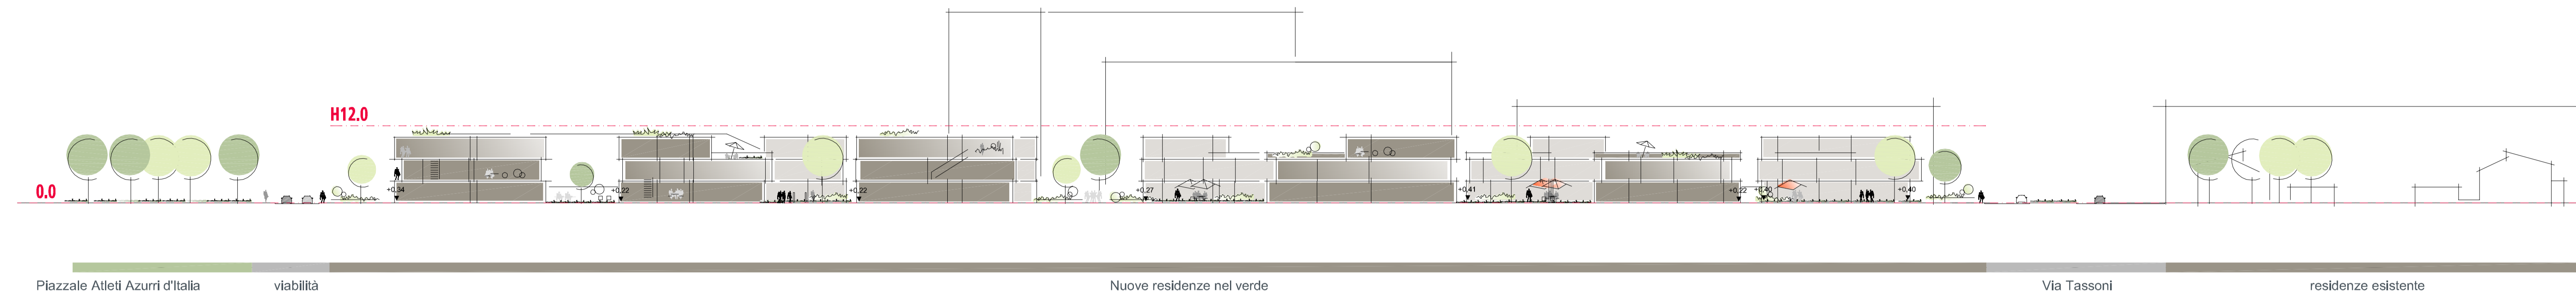 H12.0
0.0
+0,34
+0,22
+0,22
+0,27
+0,41
+0,22
+0,40
+0,40
Piazzale Atleti Azurri d'Italia
viabilità
Nuove residenze nel verde
Via Tassoni
residenze esistente